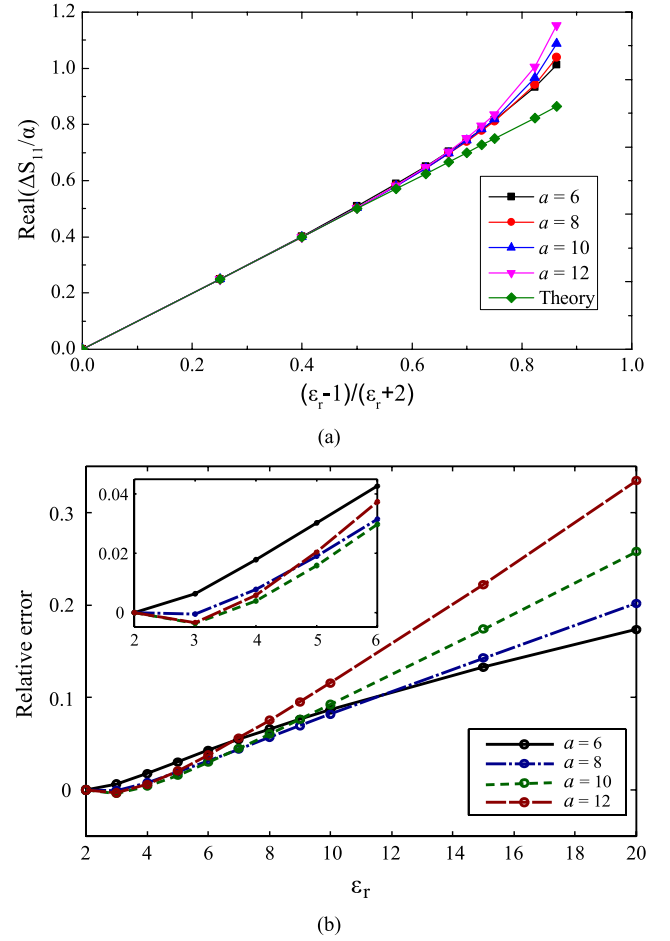 1.2
1.0
0.8
0.6
0.4
0.2
0.0
Real(ΔS₁₁/α)
a = 6
a = 8
a = 10
a = 12
Theory
0.0 0.2 0.4 0.6 0.8 1.0
(εᵣ-1)/(εᵣ+2)
(a)
0.3
0.2
0.1
0
Relative error
0.04
0.02
0
2 3 4 5 6
a = 6
a = 8
a = 10
a = 12
2 4 6 8 10 12 14 16 18 20
εᵣ
(b)